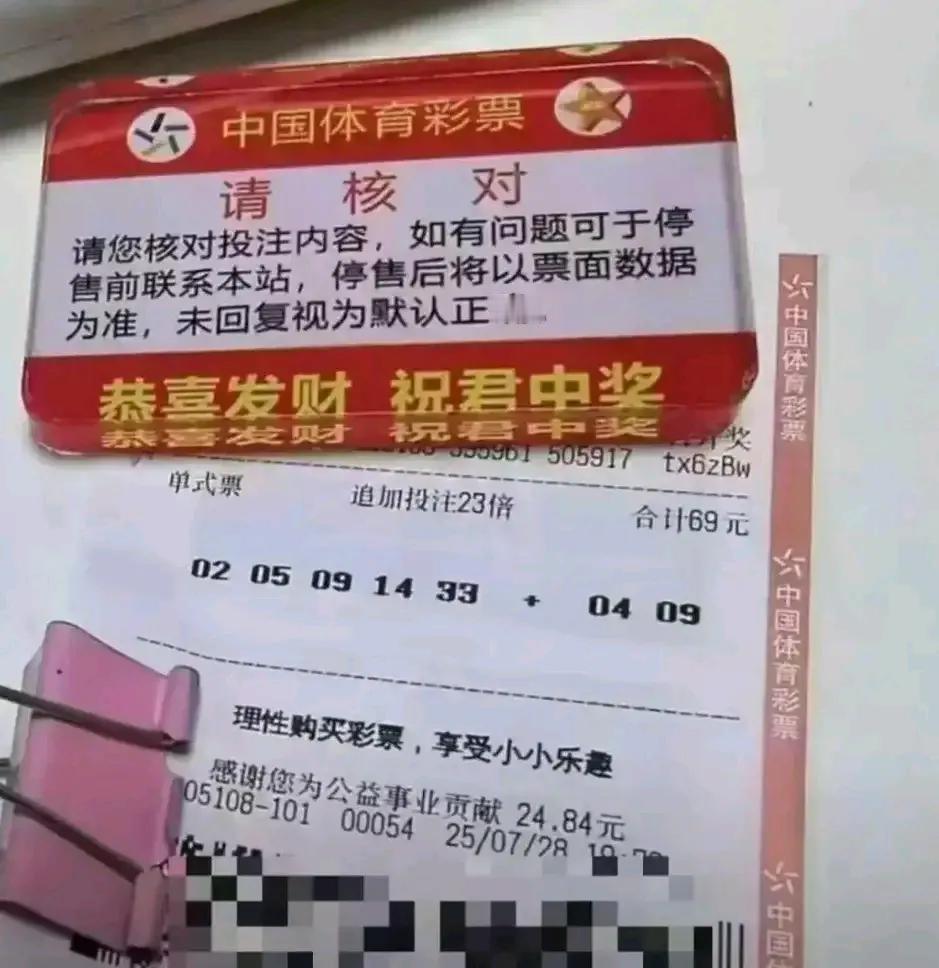 中国体育彩票
请核对
请您核对投注内容，如有问题可于停
售前联系本站，停售后将以票面数据
为准，未回复视为默认正
恭喜发财 祝君中奖
恭喜发财 祝君中奖
505917 tx6zBw
单式票 追加投注23倍 合计69元
02 05 09 14 33 + 04 09
理性购买彩票，享受小小乐趣
感谢您为公益事业贡献 24.84元
05108-101 00054 25/07/28
中国体育彩票
中国体育彩票
中国体